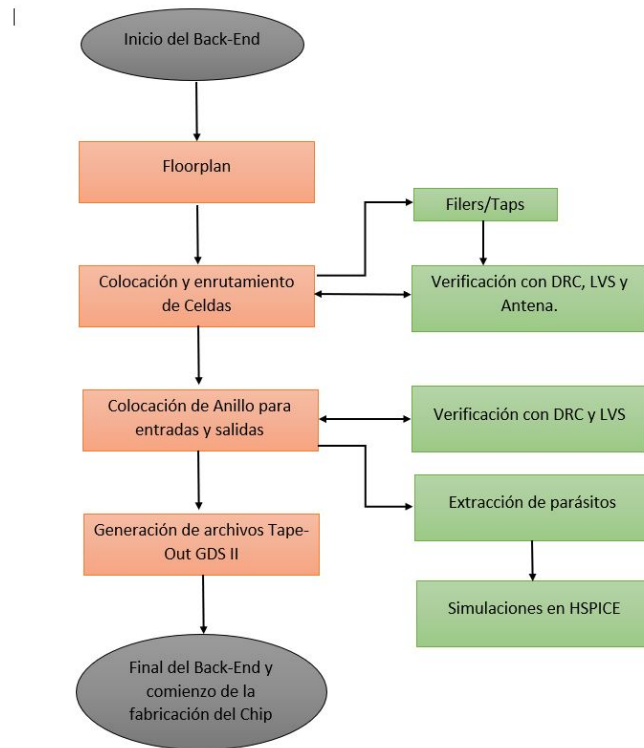 Inicio del Back-End
Floorplan
Filers/Taps
Colocación y enrutamiento
de Celdas
Verificación con DRC, LVS y
Antena.
Colocación de Anillo para
entradas y salidas
Verificación con DRC y LVS
Extracción de parásitos
Generación de archivos Tape-
Out GDS II
Simulaciones en HSPICE
Final del Back-End y
comienzo de la
fabricación del Chip